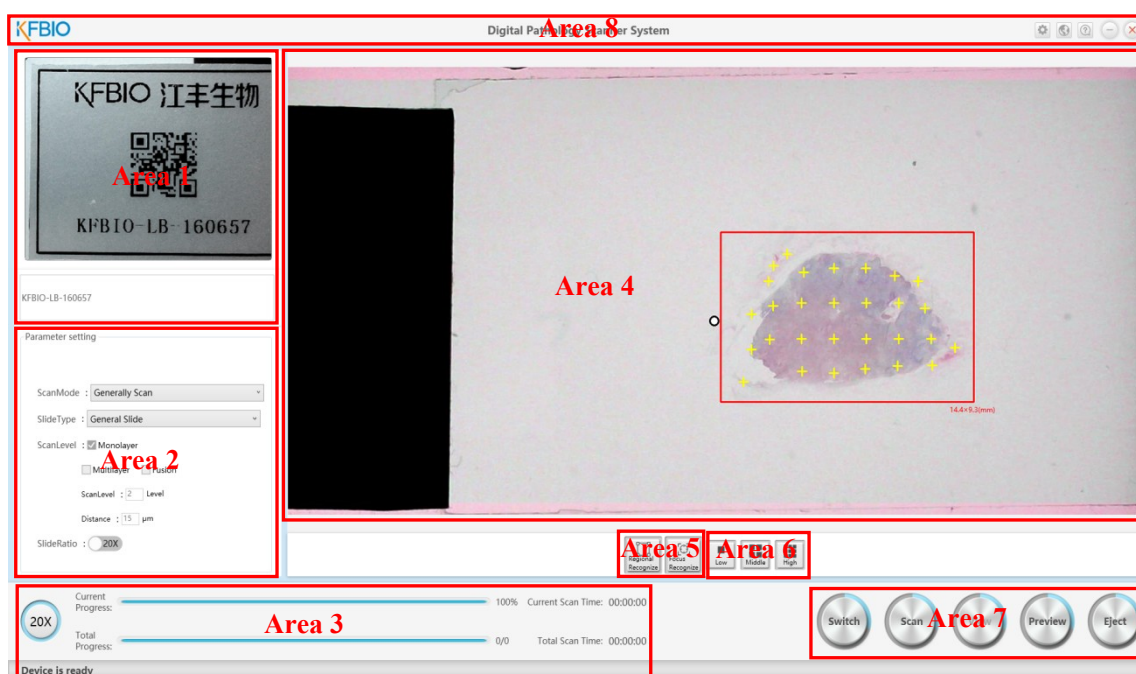 KFBIO
Digital Pathology Scanner System
Area 8
KFBIO 江丰生物
Area 1
KFBIO-LB-160657
KFBIO-LB-160657
Parameter setting
ScanMode : Generally Scan
SlideType : General Slide
ScanLevel : Monolayer
Area 2
Multilayer Fusion
ScanLevel : 2 Level
Distance : 15 μm
SlideRatio : 20X
Area 4
14.4×9.3(mm)
Area 5
Regional Recognize
Focus Recognize
Area 6
Low
Middle
High
20X
Current Progress: 100% Current Scan Time: 00:00:00
Area 3
Total Progress: 0/0 Total Scan Time: 00:00:00
Switch
Scan
Area 7
Preview
Eject
Device is ready